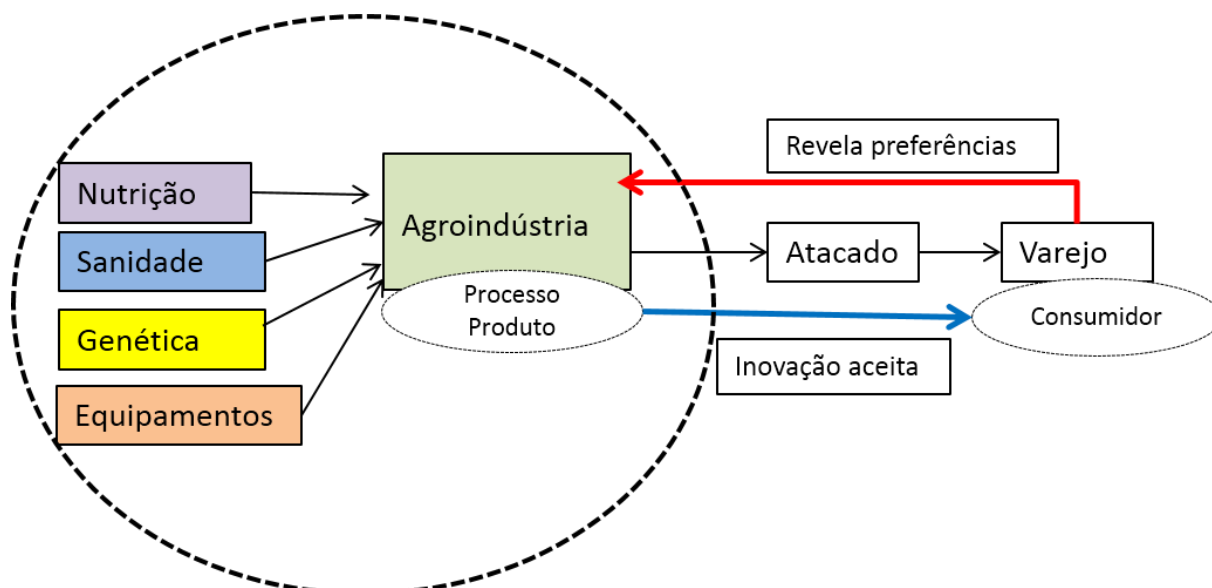 Revela preferências
Nutrição
Sanidade
Genética
Equipamentos
Agroindústria
Processo
Produto
Atacado
Varejo
Consumidor
Inovação aceita